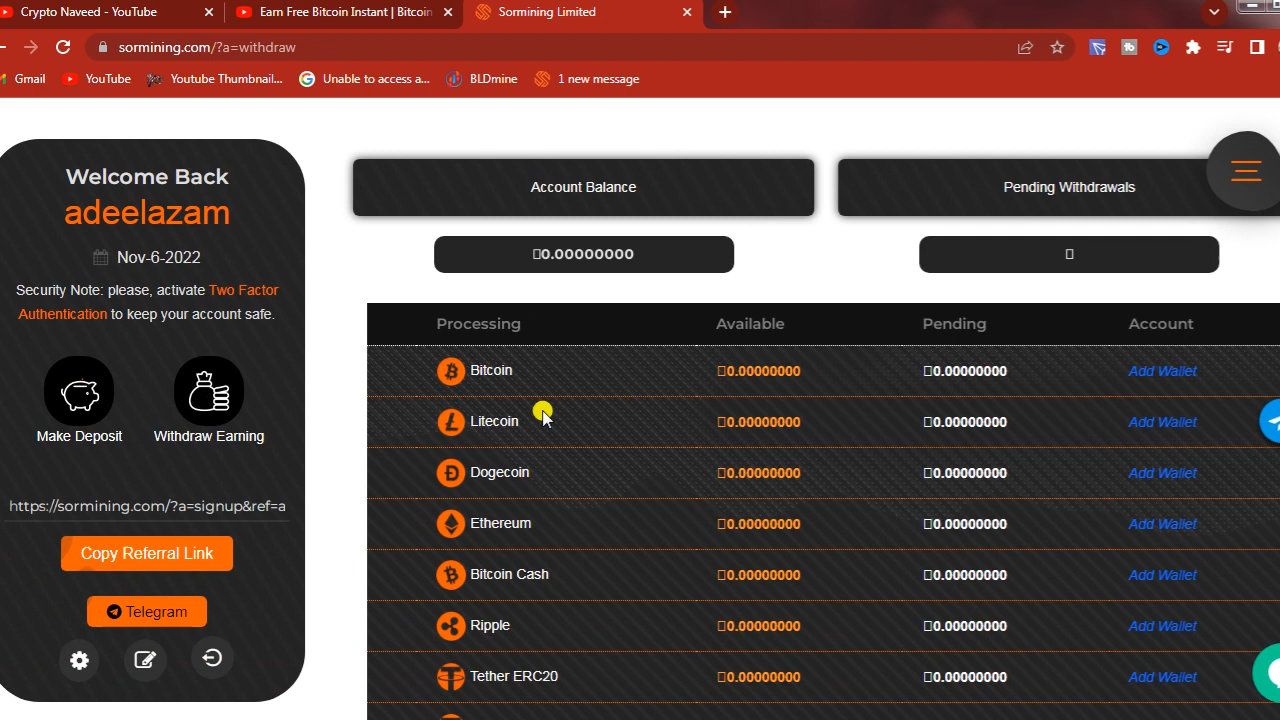 Crypto Naveed - YouTube
Earn Free Bitcoin Instant | Bitcoin
Sormining Limited
sormining.com/?a=withdraw
Gmail
YouTube
Youtube Thumbnail...
Unable to access a...
BLDmine
1 new message
Welcome Back
adeelazam
Nov-6-2022
Security Note: please, activate Two Factor
Authentication to keep your account safe.
Make Deposit
Withdraw Earning
https://sormining.com/?a=signup&ref=a
Copy Referral Link
Telegram
Account Balance
Pending Withdrawals
0.00000000
Processing Available Pending Account
Bitcoin 0.00000000 0.00000000 Add Wallet
Litecoin 0.00000000 0.00000000 Add Wallet
Dogecoin 0.00000000 0.00000000 Add Wallet
Ethereum 0.00000000 0.00000000 Add Wallet
Bitcoin Cash 0.00000000 0.00000000 Add Wallet
Ripple 0.00000000 0.00000000 Add Wallet
Tether ERC20 0.00000000 0.00000000 Add Wallet